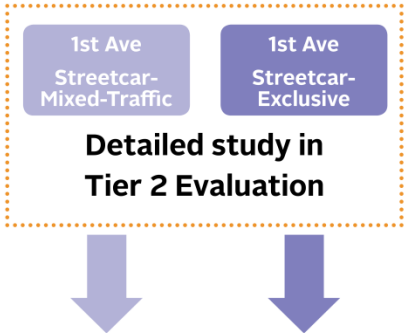 1st Ave
Streetcar-
Mixed-Traffic
1st Ave
Streetcar-
Exclusive
Detailed study in
Tier 2 Evaluation